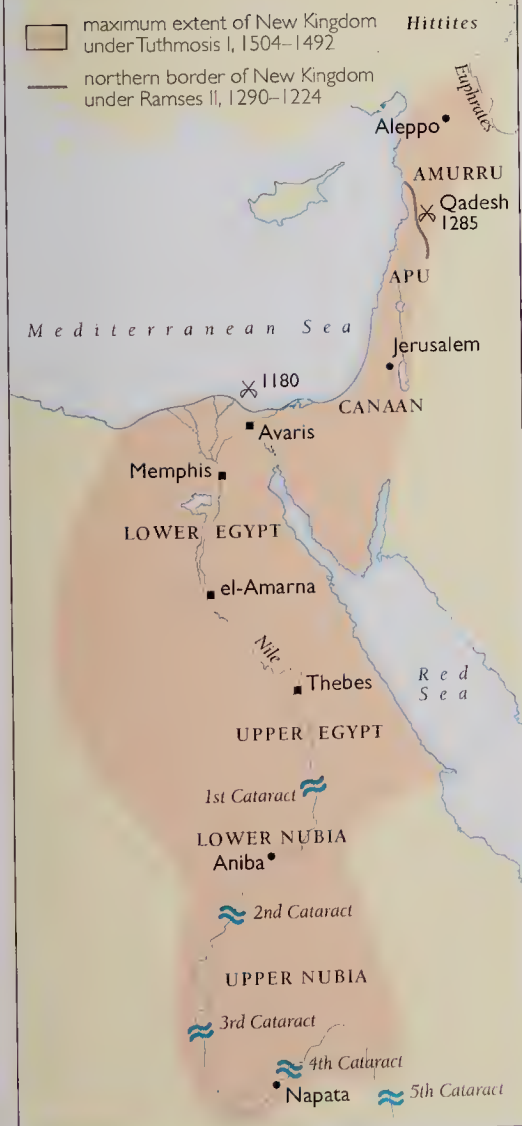 maximum extent of New Kingdom
under Tuthmosis I, 1504–1492
Hittites
northern border of New Kingdom
under Ramses II, 1290–1224
Euphrates
Aleppo
AMURRU
Qadesh
1285
APU
Mediterranean Sea
Jerusalem
1180
CANAAN
Avaris
Memphis
LOWER EGYPT
el-Amarna
Nile
Thebes
Red
Sea
UPPER EGYPT
1st Cataract
LOWER NUBIA
Aniba
2nd Cataract
UPPER NUBIA
3rd Cataract
4th Cataract
Napata
5th Cataract